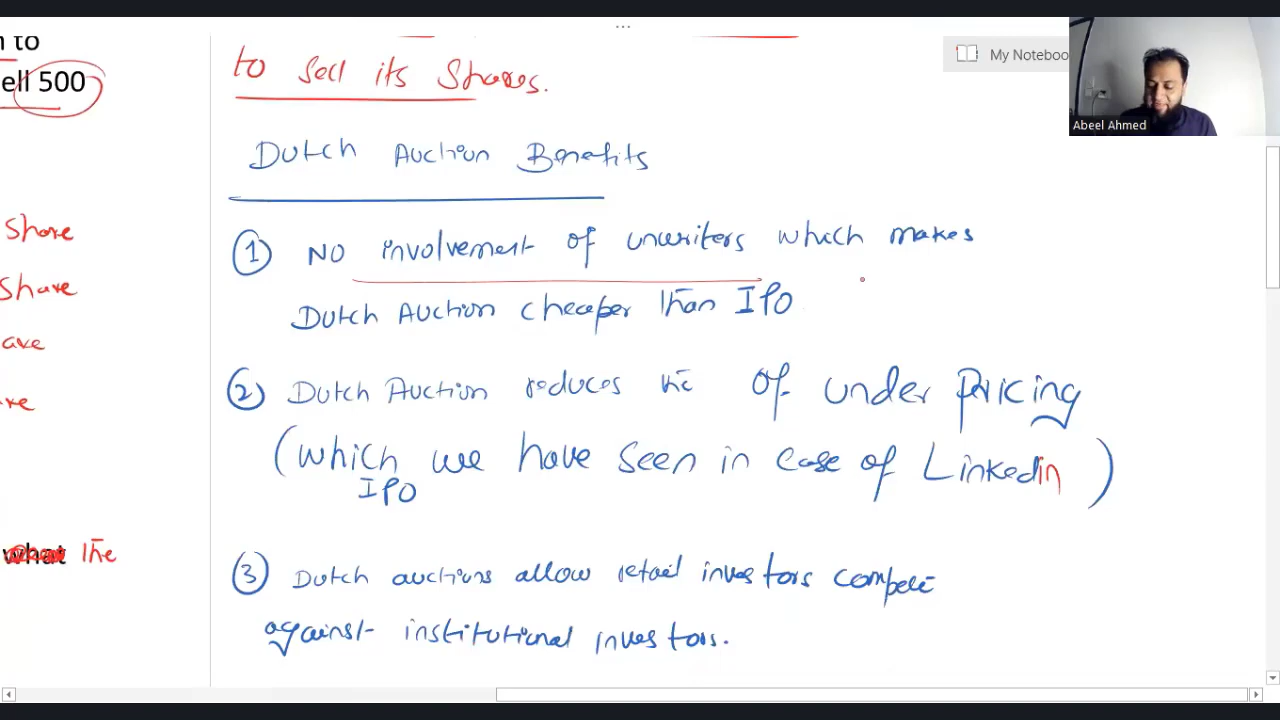 n to
ell 500
to sell its Shares.
My Noteboo
Abeel Ahmed
Dutch Auction Benefits
Share
Share
are
re
what the
① No involvement of unwriters which makes
Dutch Auction cheaper than IPO
② Dutch Auction reduces the of under pricing
(which we have seen in case of Linkedin)
IPO
③ Dutch auctions allow retail investors compete
against institutional investors.